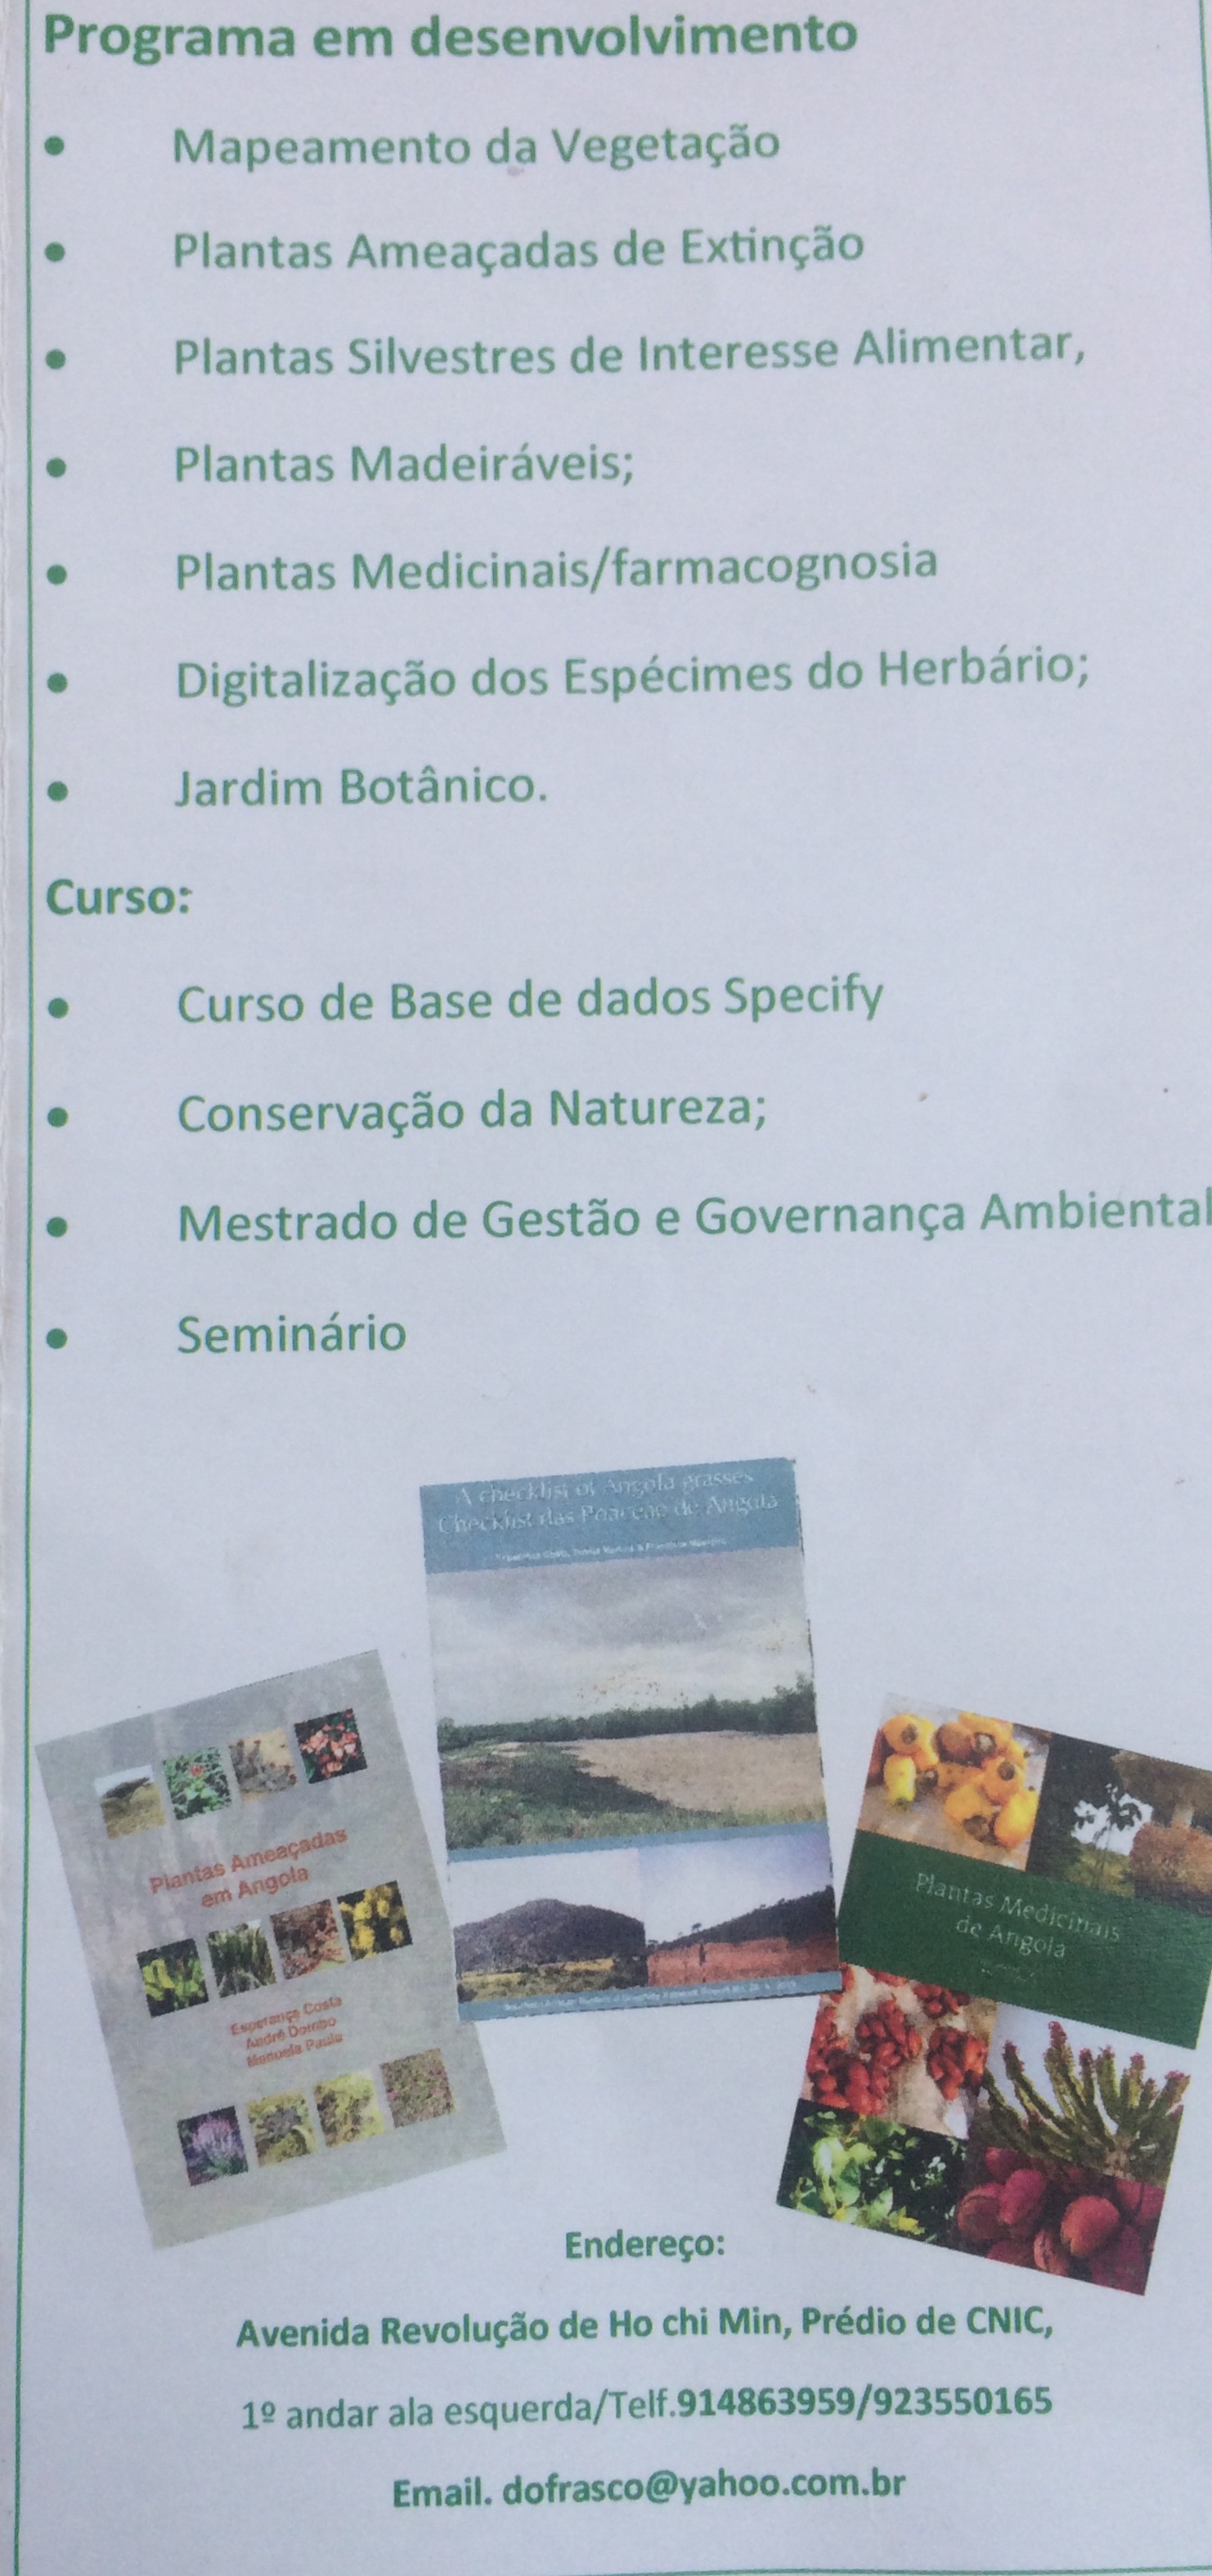 Programa em desenvolvimento
• Mapeamento da Vegetação
• Plantas Ameaçadas de Extinção
• Plantas Silvestres de Interesse Alimentar,
• Plantas Madeiráveis;
• Plantas Medicinais/farmacognosia
• Digitalização dos Espécimes do Herbário;
• Jardim Botânico.
Curso:
• Curso de Base de dados Specify
• Conservação da Natureza;
• Mestrado de Gestão e Governança Ambiental
• Seminário
A checklist of Angola grasses
Checklist das Poaceae de Angola
Plantas Ameaçadas
em Angola
Esperança Costa
André Dombo
Manuela Paula
Plantas Medicinais
de Angola
Endereço:
Avenida Revolução de Ho chi Min, Prédio de CNIC,
1º andar ala esquerda/Telf.914863959/923550165
Email. dofrasco@yahoo.com.br